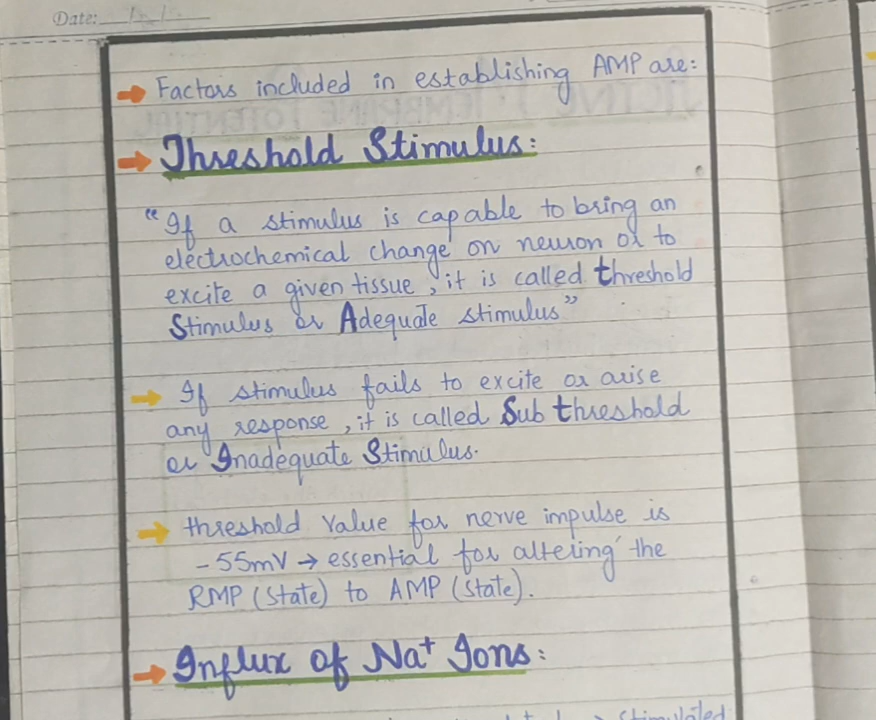 Date:
→ Factors included in establishing AMP are:
→ Threshold Stimulus:
"If a stimulus is capable to bring an
electrochemical change on neuron or to
excite a given tissue, it is called threshold
Stimulus or Adequate stimulus"
→ If stimulus fails to excite or arise
any response, it is called Sub threshold
or Inadequate Stimulus.
→ threshold value for nerve impulse is
-55mV → essential for altering the
RMP (State) to AMP (State).
→ Influx of Na⁺ Ions:
→ stimulated